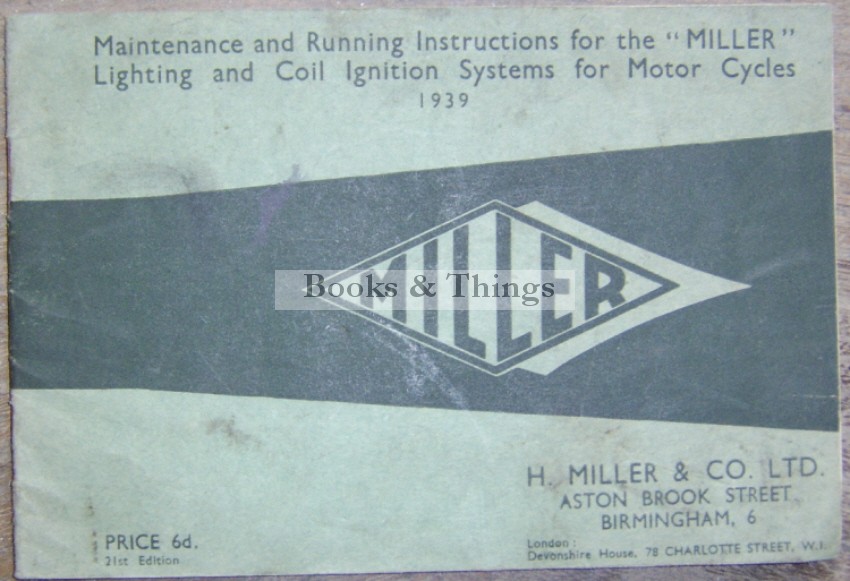 Maintenance and Running Instructions for the "MILLER"
Lighting and Coil Ignition Systems for Motor Cycles
1939
MILLER
Books & Things
H. MILLER & CO. LTD.
ASTON BROOK STREET
BIRMINGHAM, 6
PRICE 6d.
21st Edition
London:
Devonshire House, 78 CHARLOTTE STREET, W.I.